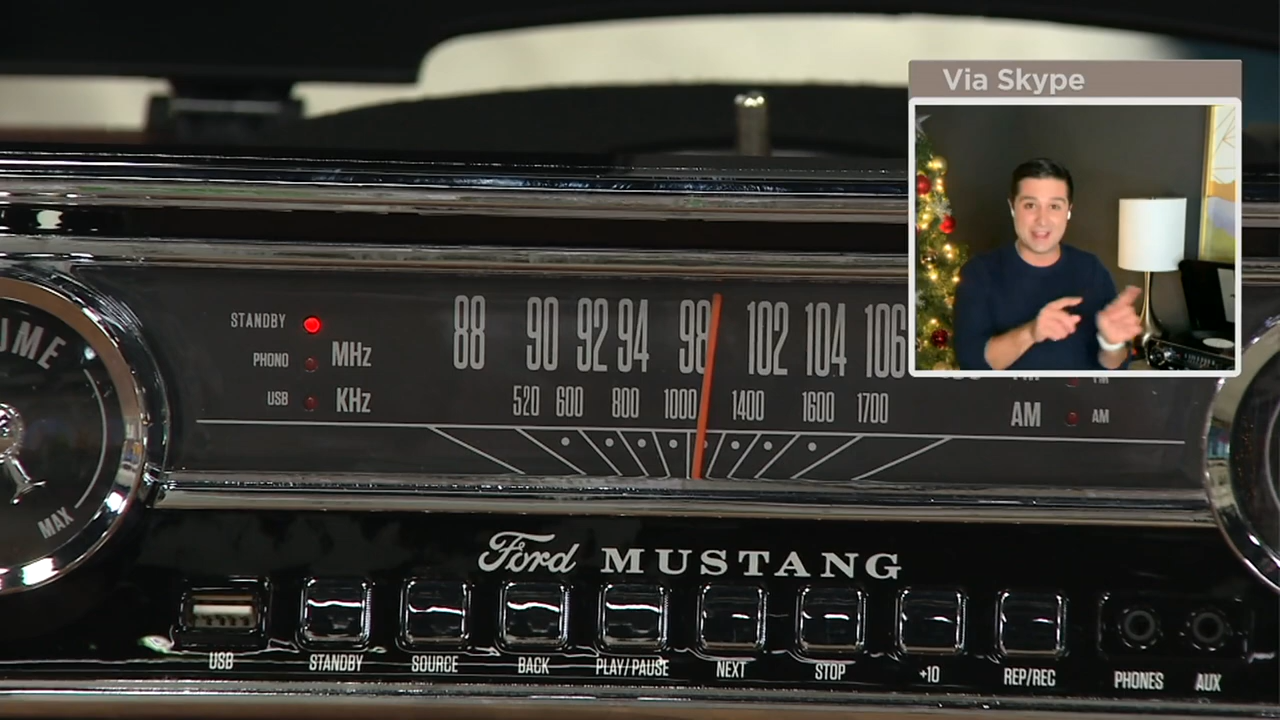 Via Skype
STANDBY
PHONO
USB
MHz
KHz
88 90 92 94 98 102 104 106
520 600 800 1000 1400 1600 1700
AM
AM
MAX
Ford MUSTANG
USB
STANDBY
SOURCE
BACK
PLAY/PAUSE
NEXT
STOP
+10
REP/REC
PHONES
AUX